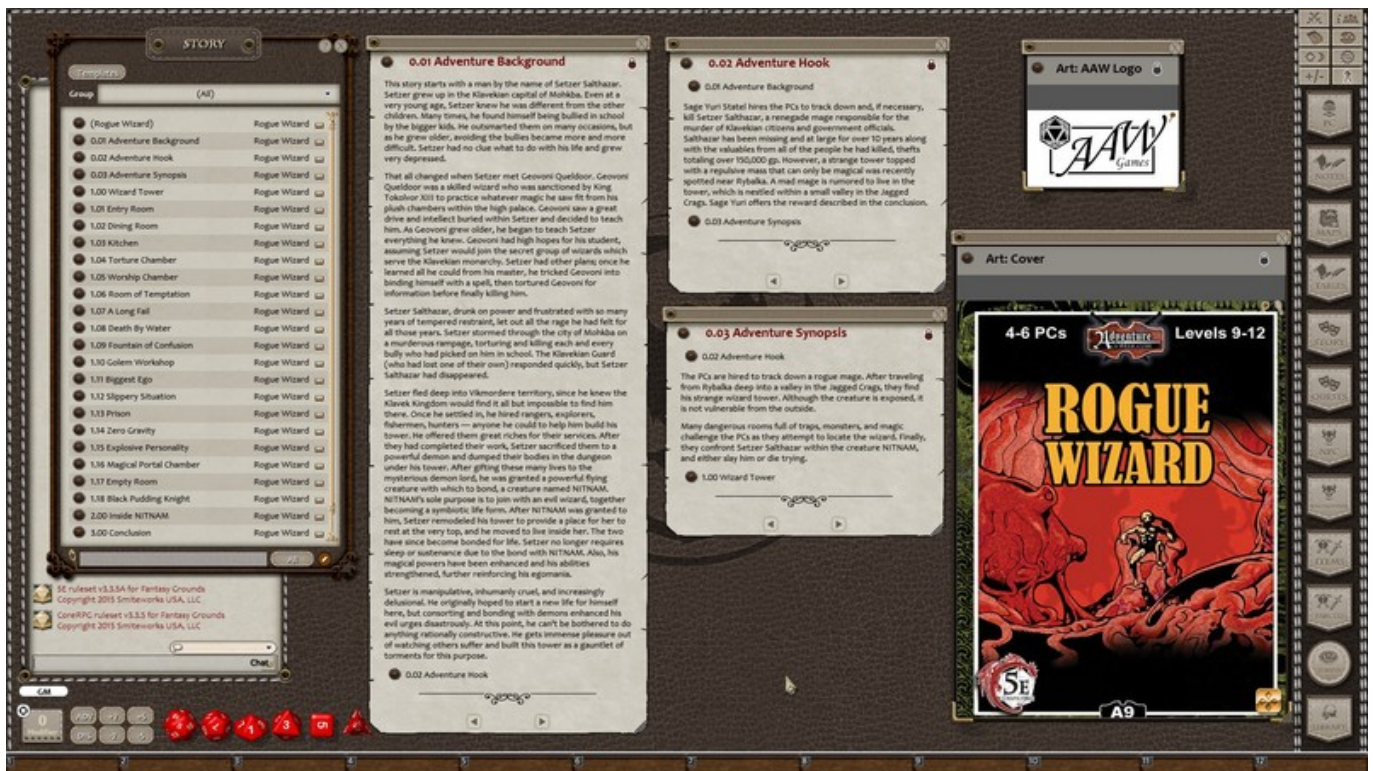 STORY
Templates
Group
(All)
(Rogue Wizard) Rogue Wizard
0.01 Adventure Background Rogue Wizard
0.02 Adventure Hook Rogue Wizard
0.03 Adventure Synopsis Rogue Wizard
1.00 Wizard Tower Rogue Wizard
1.01 Entry Room Rogue Wizard
1.02 Dining Room Rogue Wizard
1.03 Kitchen Rogue Wizard
1.04 Torture Chamber Rogue Wizard
1.05 Worship Chamber Rogue Wizard
1.06 Room of Temptation Rogue Wizard
1.07 A Long Fall Rogue Wizard
1.08 Death By Water Rogue Wizard
1.09 Fountain of Confusion Rogue Wizard
1.10 Golem Workshop Rogue Wizard
1.11 Biggest Ego Rogue Wizard
1.12 Slippery Situation Rogue Wizard
1.13 Prison Rogue Wizard
1.14 Zero Gravity Rogue Wizard
1.15 Explosive Personality Rogue Wizard
1.16 Magical Portal Chamber Rogue Wizard
1.17 Empty Room Rogue Wizard
1.18 Black Pudding Knight Rogue Wizard
2.00 Inside NITNAM Rogue Wizard
3.00 Conclusion Rogue Wizard
All
5E ruleset v3.3.5A for Fantasy Grounds
Copyright 2015 Smiteworks USA, LLC
CoreRPG ruleset v3.3.5 for Fantasy Grounds
Copyright 2015 Smiteworks USA, LLC
Chat
GM
0
Modifier
0.01 Adventure Background
This story starts with a man by the name of Setzer Salthazar.
Setzer grew up in the Klavekian capital of Mohkba. Even at a
very young age, Setzer knew he was different from the other
children. Many times, he found himself being bullied in school
by the bigger kids. He outsmarted them on many occasions, but
as he grew older, avoiding the bullies became more and more
difficult. Setzer had no clue what to do with his life and grew
very depressed.
That all changed when Setzer met Geovoni Queldoor. Geovoni
Queldoor was a skilled wizard who was sanctioned by King
Tokolvor XIII to practice whatever magic he saw fit from his
plush chambers within the high palace. Geovoni saw a great
drive and intellect buried within Setzer and decided to teach
him. As Geovoni grew older, he began to teach Setzer
everything he knew. Geovoni had high hopes for his student,
assuming Setzer would join the secret group of wizards which
serve the Klavekian monarchy. Setzer had other plans; once he
learned all he could from his master, he tricked Geovoni into
binding himself with a spell, then tortured Geovoni for
information before finally killing him.
Setzer Salthazar, drunk on power and frustrated with so many
years of tempered restraint, let out all the rage he had felt for
all those years. Setzer stormed through the city of Mohkba on
a murderous rampage, torturing and killing each and every
bully who had picked on him in school. The Klavekian Guard
(who had lost one of their own) responded quickly, but Setzer
Salthazar had disappeared.
Setzer fled deep into Vikmordere territory, since he knew the
Klavek Kingdom would find it all but impossible to find him
there. Once he settled in, he hired rangers, explorers,
fishermen, hunters — anyone he could to help him build his
tower. He offered them great riches for their services. After
they had completed their work, Setzer sacrificed them to a
powerful demon and dumped their bodies in the dungeon
under his tower. After gifting these many lives to the
mysterious demon lord, he was granted a powerful flying
creature with which to bond, a creature named NITNAM.
NITNAM's sole purpose is to join with an evil wizard, together
becoming a symbiotic life form. After NITNAM was granted to
him, Setzer remodeled his tower to provide a place for her to
rest at the very top, and he moved to live inside her. The two
have since become bonded for life. Setzer no longer requires
sleep or sustenance due to the bond with NITNAM. Also, his
magical powers have been enhanced and his abilities
strengthened, further reinforcing his egomania.
Setzer is manipulative, inhumanly cruel, and increasingly
delusional. He originally hoped to start a new life for himself
here, but consorting and bonding with demons enhanced his
evil urges disastrously. At this point, he can't be bothered to do
anything rationally constructive. He gets immense pleasure out
of watching others suffer and built this tower as a gauntlet of
torments for this purpose.
0.02 Adventure Hook
0.02 Adventure Hook
0.01 Adventure Background
Sage Yuri Statel hires the PCs to track down and, if necessary,
kill Setzer Salthazar, a renegade mage responsible for the
murder of Klavekian citizens and government officials.
Salthazar has been missing and at large for over 10 years along
with the valuables from all of the people he had killed, thefts
totaling over 150,000 gp. However, a strange tower topped
with a repulsive mass that can only be magical was recently
spotted near Rybalka. A mad mage is rumored to live in the
tower, which is nestled within a small valley in the Jagged
Crags. Sage Yuri offers the reward described in the conclusion.
0.03 Adventure Synopsis
0.03 Adventure Synopsis
0.02 Adventure Hook
The PCs are hired to track down a rogue mage. After traveling
from Rybalka deep into a valley in the Jagged Crags, they find
his strange wizard tower. Although the creature is exposed, it
is not vulnerable from the outside.
Many dangerous rooms full of traps, monsters, and magic
challenge the PCs as they attempt to locate the wizard. Finally,
they confront Setzer Salthazar within the creature NITNAM,
and either slay him or die trying.
1.00 Wizard Tower
Art: AAW Logo
AAW
Games
Art: Cover
4-6 PCs
Adventure
Levels 9-12
ROGUE
WIZARD
5E
A9
PC
NOTES
MAPS
TABLES
STORY
QUESTS
NPC
ITEMS
LIBRARY
1 2 3 4 5 6 7 8 9 10 11 12